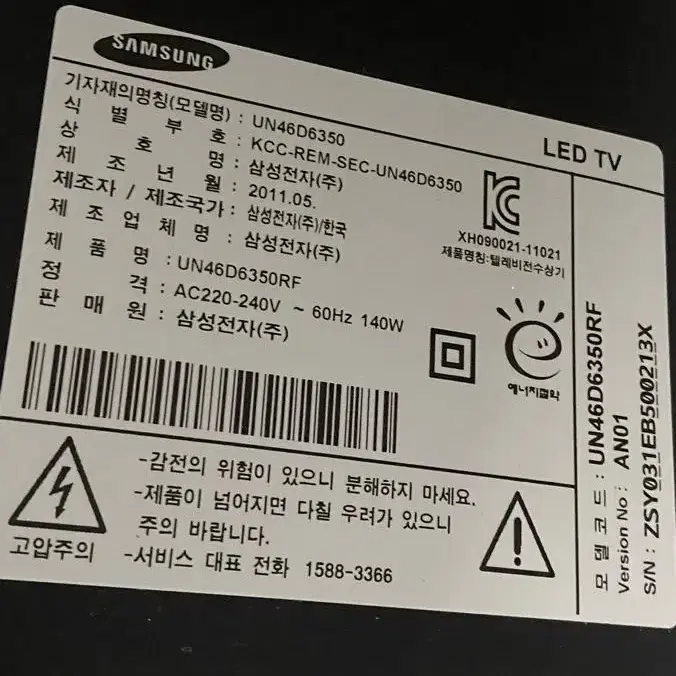 SAMSUNG
LED TV
기자재의명칭(모델명) : UN46D6350
식 별 부 호 : KCC-REM-SEC-UN46D6350
상 호 명 : 삼성전자(주)
제 조 년 월 : 2011.05.
제조자 / 제조국가 : 삼성전자(주)/한국
제 조 업 체 명 : 삼성전자(주)
제 품 명 : UN46D6350RF
정 격 : AC220-240V ~ 60Hz 140W
판 매 원 : 삼성전자(주)
XH090021-11021
제품명칭:텔레비전수상기
에너지절약
-감전의 위험이 있으니 분해하지 마세요.
-제품이 넘어지면 다칠 우려가 있으니
주의 바랍니다.
-서비스 대표 전화 1588-3366
고압주의
모 델 코 드 : UN46D6350RF
Version No : AN01
S/N : ZSY031EB500213X